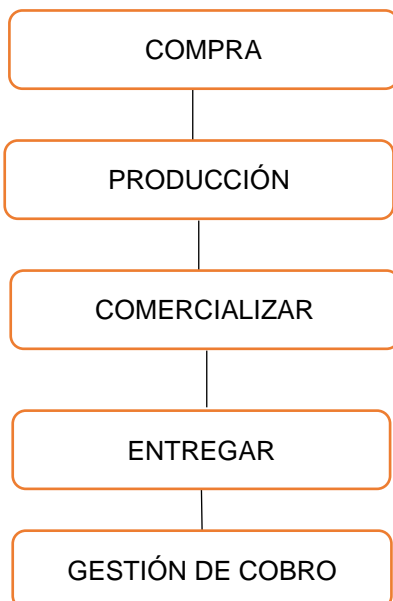 COMPRA
PRODUCCIÓN
COMERCIALIZAR
ENTREGAR
GESTIÓN DE COBRO